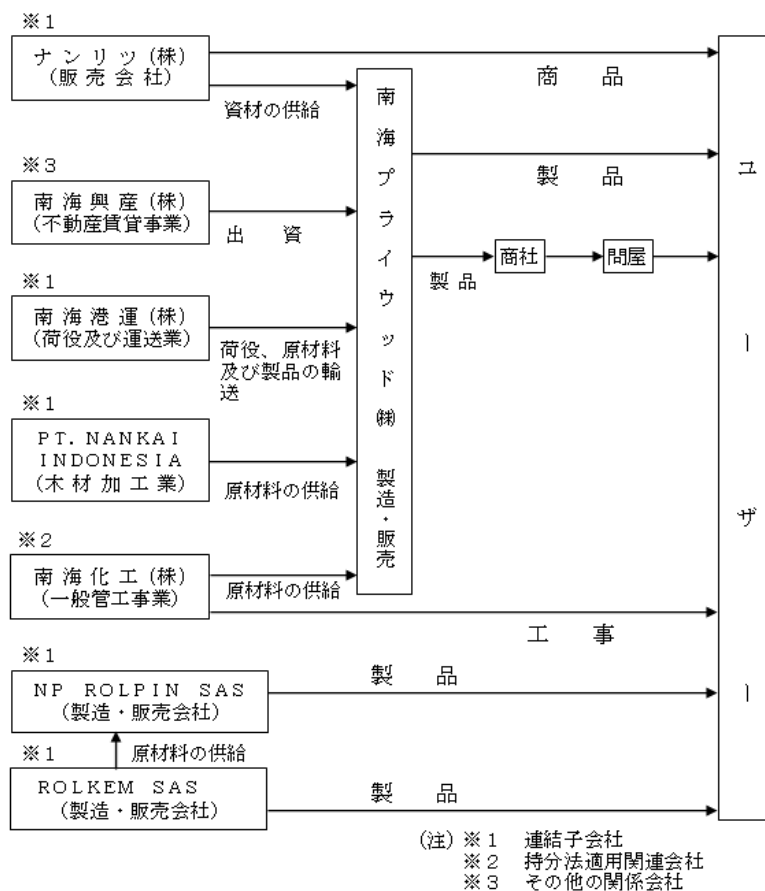 ※1
ナンリツ(株)
(販売会社)
商 品
資材の供給
※3
南海興産(株)
(不動産賃貸事業)
出 資
※1
南海港運(株)
(荷役及び運送業)
荷役、原材料
及び製品の輸
送
※1
PT.NANKAI
INDONESIA
(木材加工業)
原材料の供給
※2
南海化工(株)
(一般管工事業)
原材料の供給
工 事
南海プライウッド㈱ 製造・販売
製 品
製品
商社
問屋
ユーザー
※1
NP ROLPIN SAS
(製造・販売会社)
製 品
※1
原材料の供給
ROLKEM SAS
(製造・販売会社)
製 品
(注)※1 連結子会社
※2 持分法適用関連会社
※3 その他の関係会社